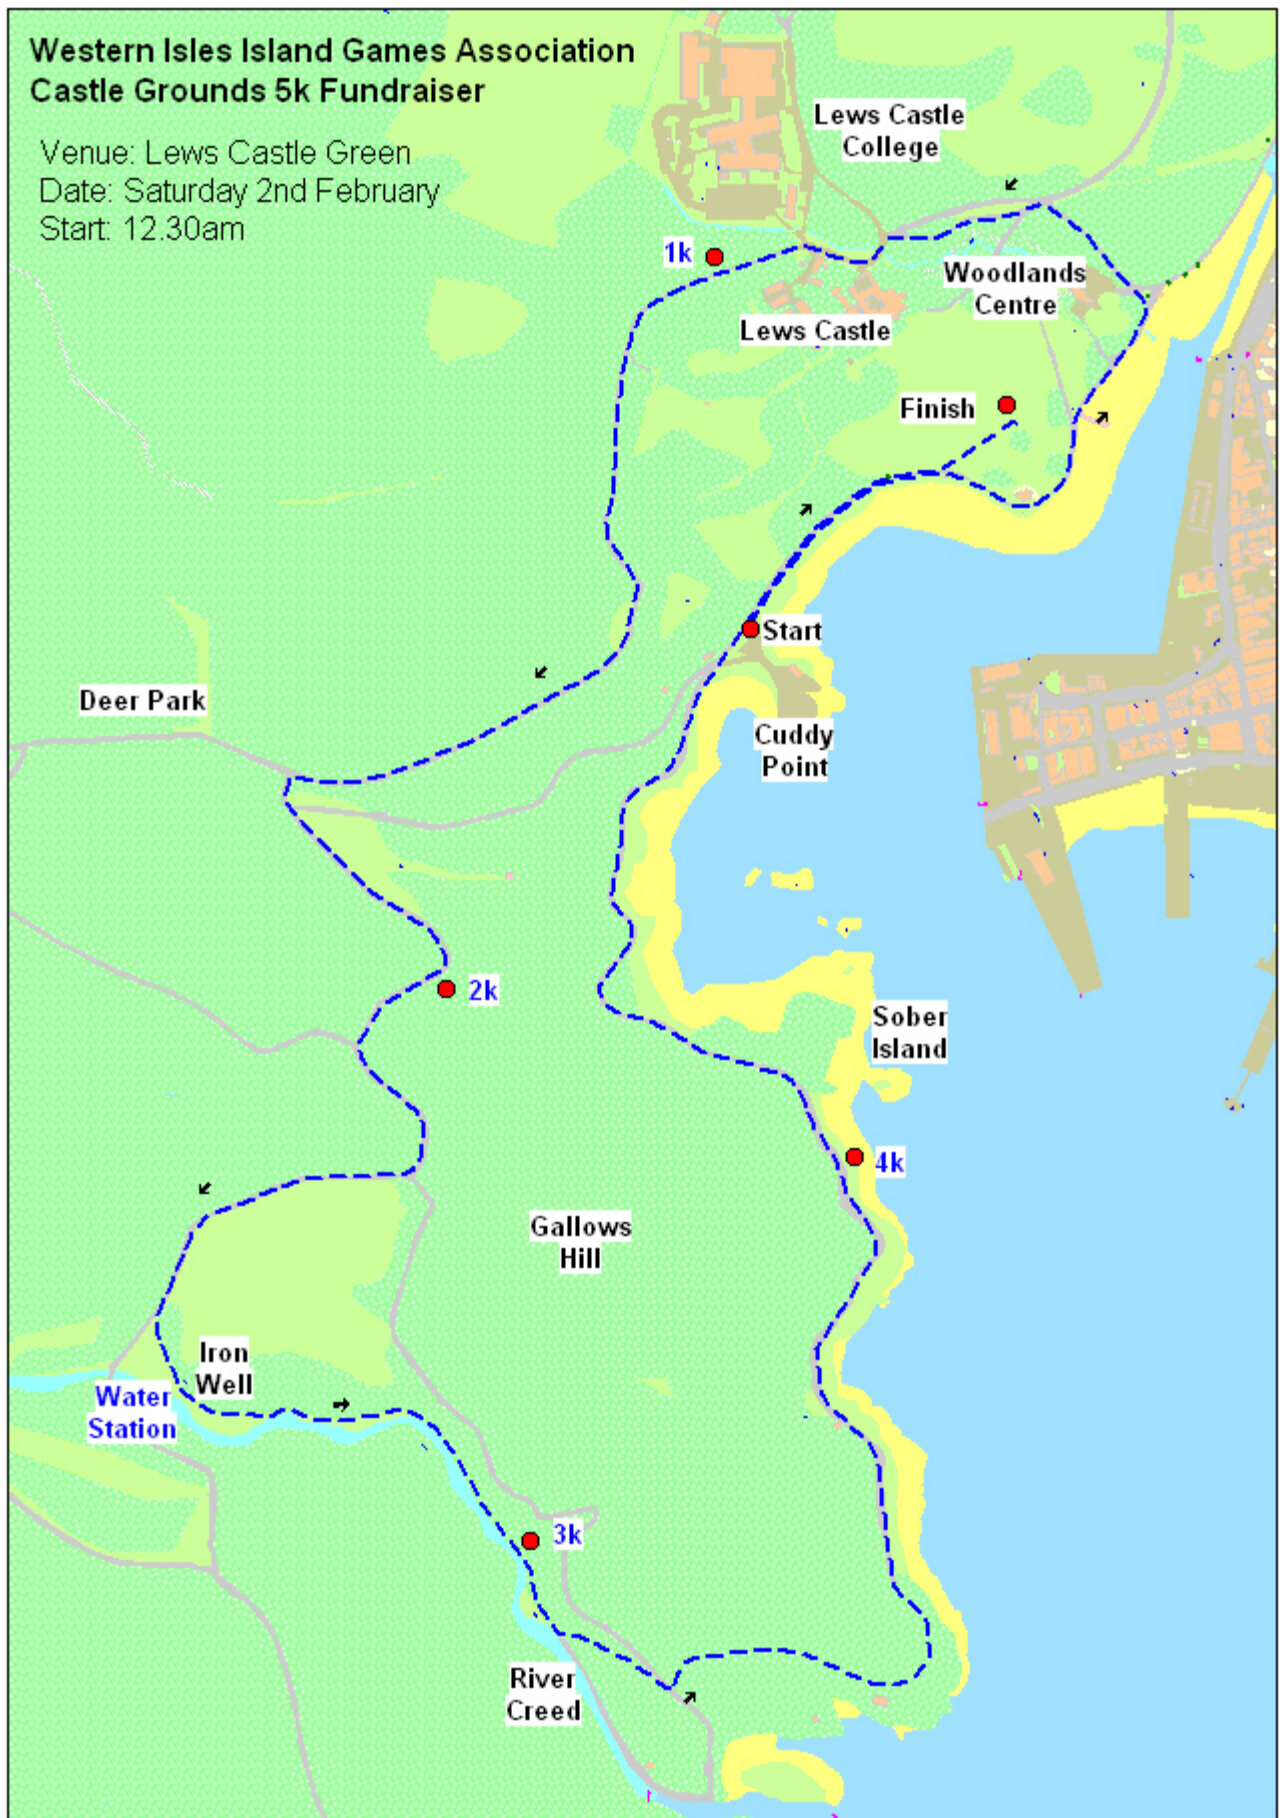 Western Isles Island Games Association
Castle Grounds 5k Fundraiser
Venue: Lews Castle Green
Date: Saturday 2nd February
Start: 12.30am
Lews Castle
College
1k
Woodlands
Centre
Lews Castle
Finish
Start
Deer Park
Cuddy
Point
2k
Sober
Island
4k
Gallows
Hill
Iron
Well
Water
Station
3k
River
Creed